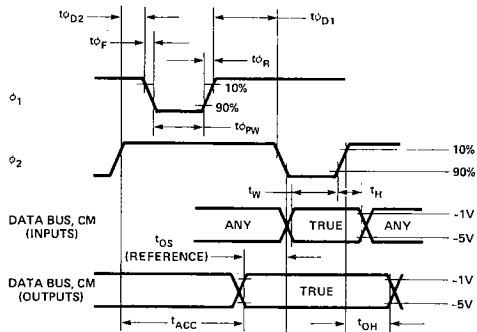 tφD2
tφD1
tφF
tφR
φ1
10%
90%
tφPW
φ2
10%
90%
tW
tH
DATA BUS, CM
(INPUTS)
ANY
TRUE
ANY
-1V
-5V
tOS
(REFERENCE)
DATA BUS, CM
(OUTPUTS)
TRUE
-1V
-5V
tACC
tOH